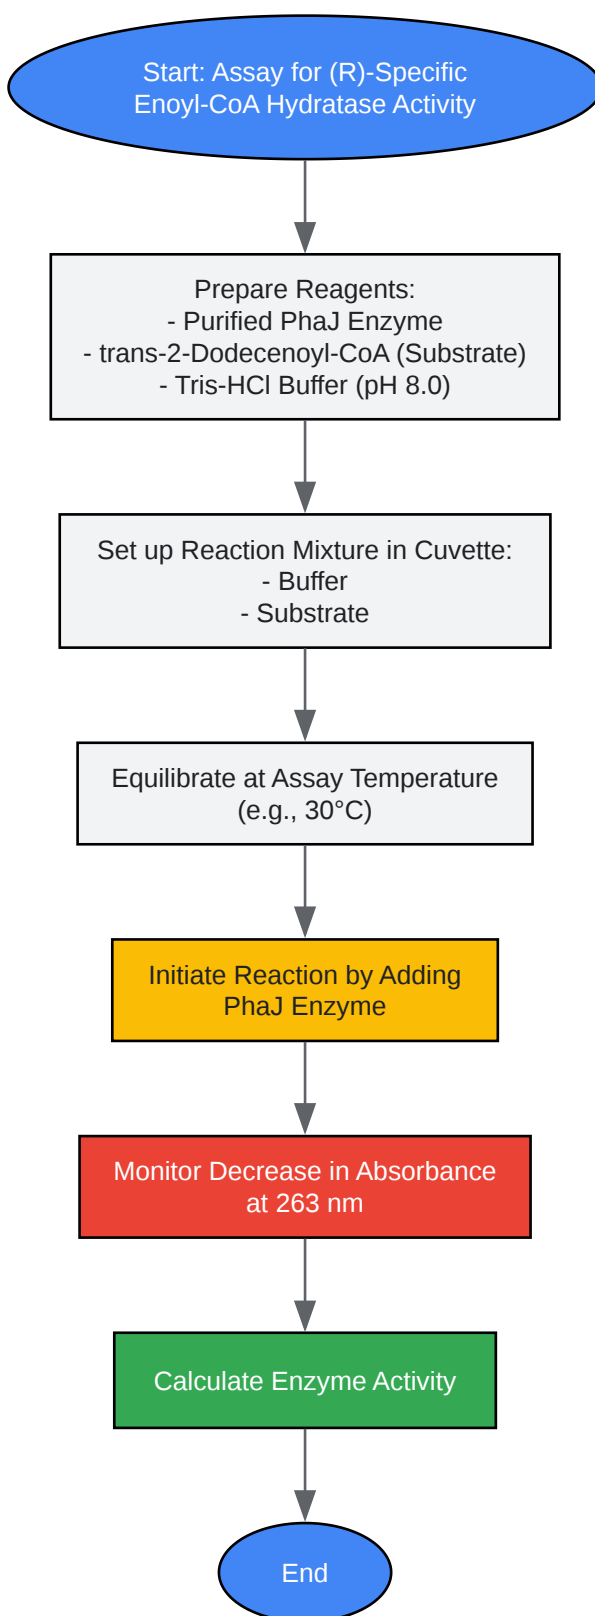 Start: Assay for (R)-Specific
Enoyl-CoA Hydratase Activity
Prepare Reagents:
- Purified PhaJ Enzyme
- trans-2-Dodecenoyl-CoA (Substrate)
- Tris-HCl Buffer (pH 8.0)
Set up Reaction Mixture in Cuvette:
- Buffer
- Substrate
Equilibrate at Assay Temperature
(e.g., 30°C)
Initiate Reaction by Adding
PhaJ Enzyme
Monitor Decrease in Absorbance
at 263 nm
Calculate Enzyme Activity
End